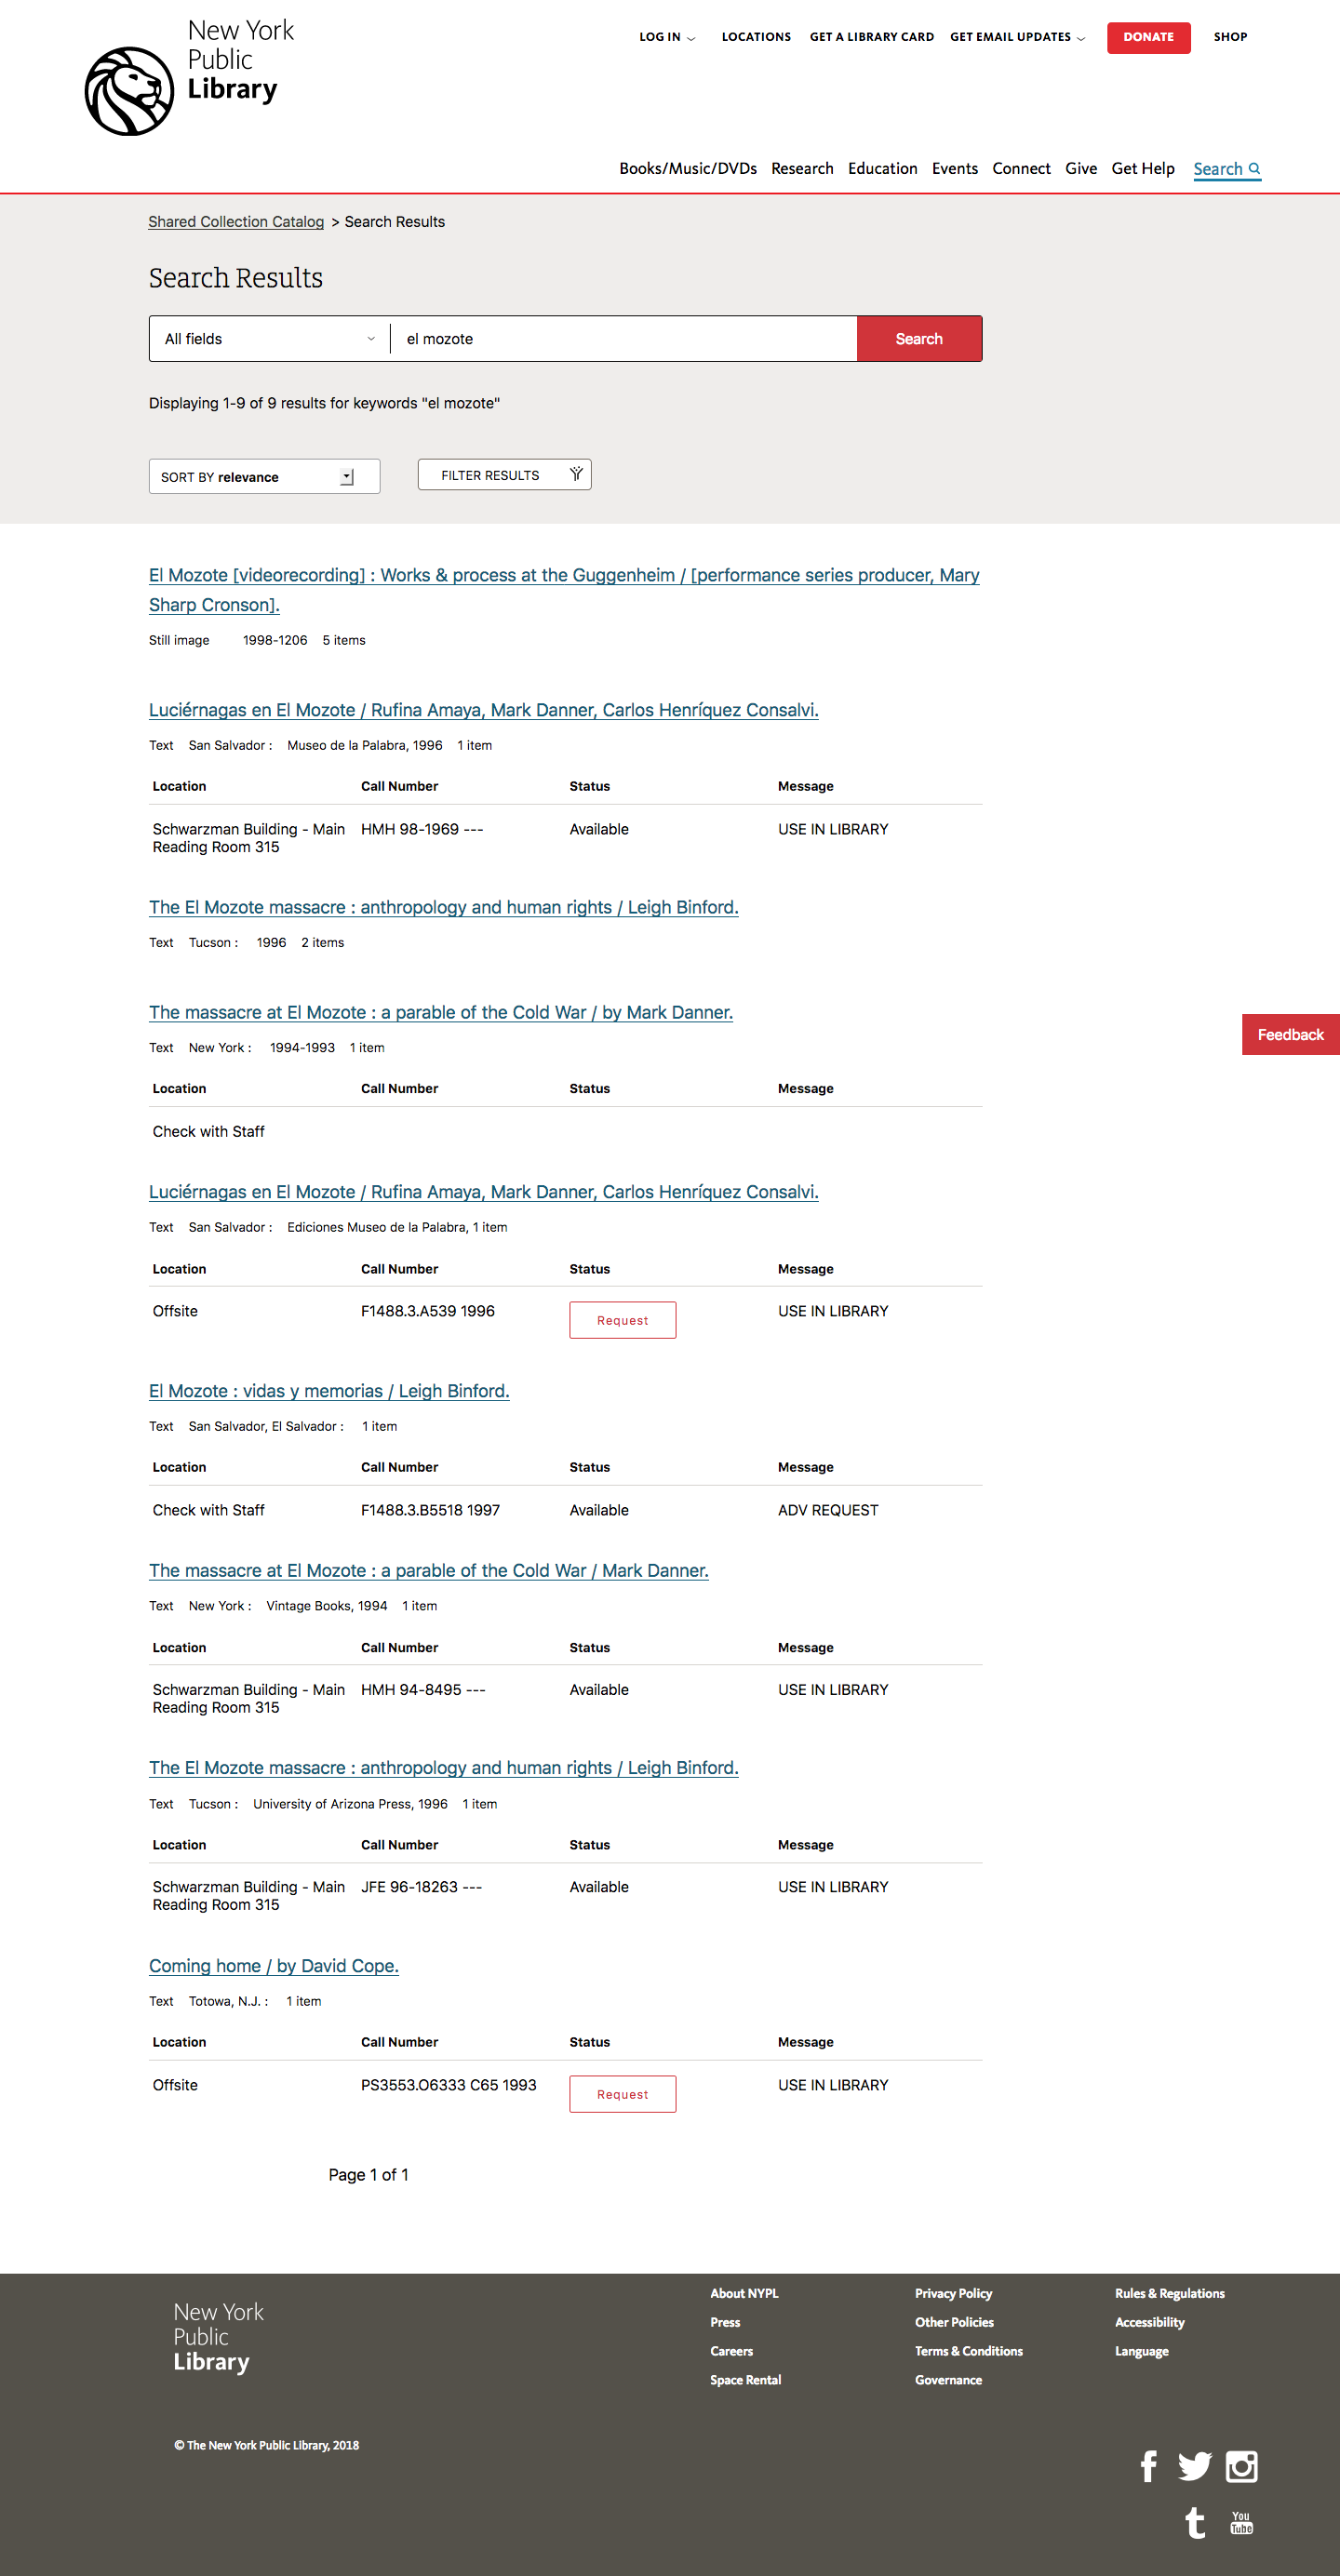 New York
Public
Library
LOG IN LOCATIONS GET A LIBRARY CARD GET EMAIL UPDATES DONATE SHOP
Books/Music/DVDs Research Education Events Connect Give Get Help Search
Shared Collection Catalog > Search Results
Search Results
All fields el mozote Search
Displaying 1-9 of 9 results for keywords "el mozote"
SORT BY relevance FILTER RESULTS
El Mozote [videorecording] : Works & process at the Guggenheim / [performance series producer, Mary
Sharp Cronson].
Still image 1998-1206 5 items
Luciérnagas en El Mozote / Rufina Amaya, Mark Danner, Carlos Henríquez Consalvi.
Text San Salvador : Museo de la Palabra, 1996 1 item
Location Call Number Status Message
Schwarzman Building - Main HMH 98-1969 --- Available USE IN LIBRARY
Reading Room 315
The El Mozote massacre : anthropology and human rights / Leigh Binford.
Text Tucson : 1996 2 items
The massacre at El Mozote : a parable of the Cold War / by Mark Danner.
Feedback
Text New York : 1994-1993 1 item
Location Call Number Status Message
Check with Staff
Luciérnagas en El Mozote / Rufina Amaya, Mark Danner, Carlos Henríquez Consalvi.
Text San Salvador : Ediciones Museo de la Palabra, 1 item
Location Call Number Status Message
Offsite F1488.3.A539 1996 Request USE IN LIBRARY
El Mozote : vidas y memorias / Leigh Binford.
Text San Salvador, El Salvador : 1 item
Location Call Number Status Message
Check with Staff F1488.3.B5518 1997 Available ADV REQUEST
The massacre at El Mozote : a parable of the Cold War / Mark Danner.
Text New York : Vintage Books, 1994 1 item
Location Call Number Status Message
Schwarzman Building - Main HMH 94-8495 --- Available USE IN LIBRARY
Reading Room 315
The El Mozote massacre : anthropology and human rights / Leigh Binford.
Text Tucson : University of Arizona Press, 1996 1 item
Location Call Number Status Message
Schwarzman Building - Main JFE 96-18263 --- Available USE IN LIBRARY
Reading Room 315
Coming home / by David Cope.
Text Totowa, N.J. : 1 item
Location Call Number Status Message
Offsite PS3553.O6333 C65 1993 Request USE IN LIBRARY
Page 1 of 1
New York
Public
Library
About NYPL Privacy Policy Rules & Regulations
Press Other Policies Accessibility
Careers Terms & Conditions Language
Space Rental Governance
© The New York Public Library, 2018
f
t You
Tube